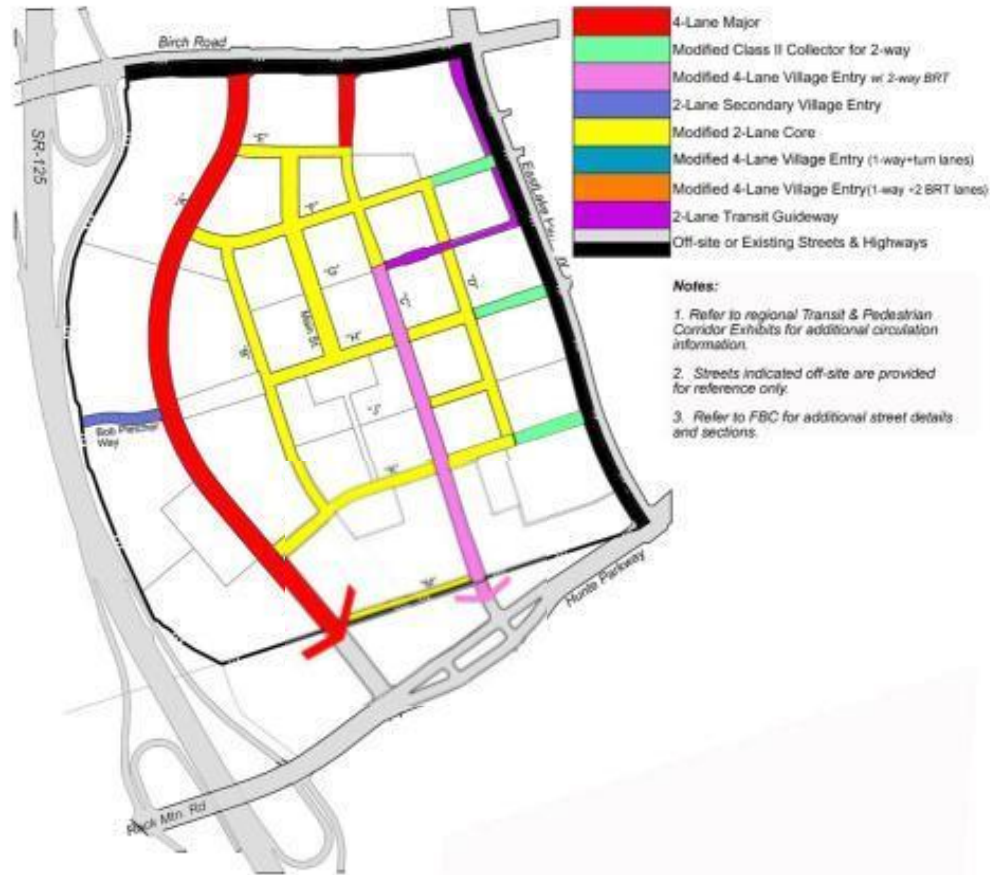 Birch Road
SR-125
"F"
"A"
"F"
"G"
"C"
"D"
Main St
"H"
"B"
"J"
"K"
"M"
Bob Pletcher
Way
Eastlake
Hunte Parkway
Rock Mtn. Rd
4-Lane Major
Modified Class II Collector for 2-way
Modified 4-Lane Village Entry w/ 2-way BRT
2-Lane Secondary Village Entry
Modified 2-Lane Core
Modified 4-Lane Village Entry (1-way+turn lanes)
Modified 4-Lane Village Entry(1-way +2 BRT lanes)
2-Lane Transit Guideway
Off-site or Existing Streets & Highways
Notes:
1. Refer to regional Transit & Pedestrian
Corridor Exhibits for additional circulation
information.
2. Streets indicated off-site are provided
for reference only.
3. Refer to FBC for additional street details
and sections.